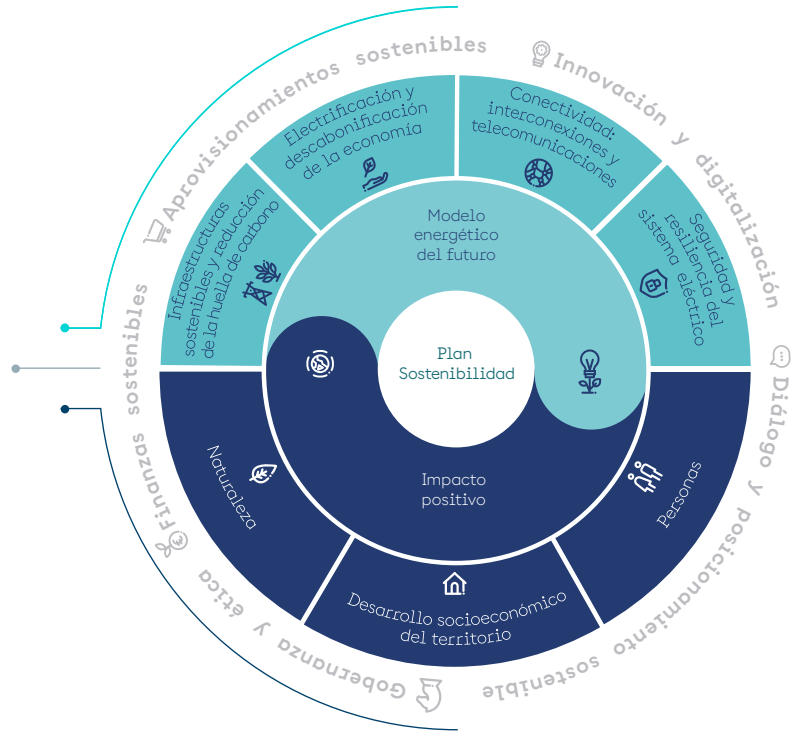 Aprovisionamientos sostenibles
Innovación y digitalización
Diálogo y posicionamiento sostenible
Gobernanza y ética
Finanzas sostenibles
Infraestructuras
sostenibles y reducción
de la huella de carbono
Electrificación y
descabonificación
de la economía
Conectividad:
interconexiones y
telecomunicaciones
Seguridad y
resiliencia del
sistema eléctrico
Modelo
energético
del futuro
Plan
Sostenibilidad
Impacto
positivo
Naturaleza
Desarrollo socioeconómico
del territorio
Personas